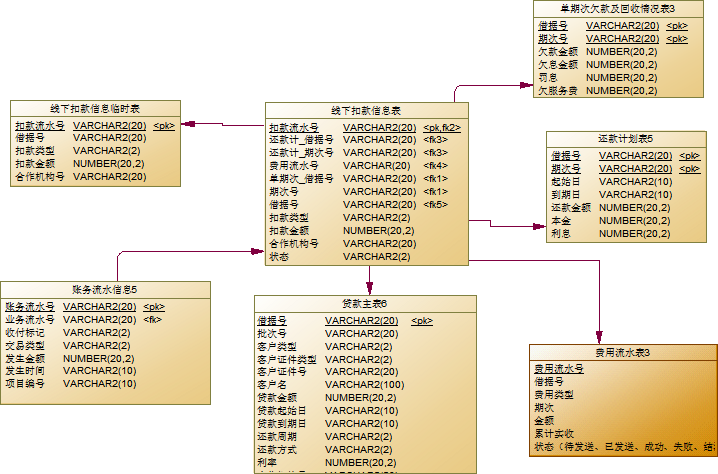 单期次欠款及回收情况表3
借据号 VARCHAR2(20) <pk>
期次号 VARCHAR2(20) <pk>
欠款金额 NUMBER(20,2)
欠息金额 NUMBER(20,2)
罚息 NUMBER(20,2)
欠服务费 NUMBER(20,2)
线下扣款信息临时表
扣款流水号 VARCHAR2(20) <pk>
借据号 VARCHAR2(20)
扣款类型 VARCHAR2(2)
扣款金额 NUMBER(20,2)
合作机构号 VARCHAR2(20)
线下扣款信息表
扣款流水号 VARCHAR2(20) <pk,fk2>
还款计_借据号 VARCHAR2(20) <fk3>
还款计_期次号 VARCHAR2(20) <fk3>
费用流水号 VARCHAR(20) <fk4>
单期次_借据号 VARCHAR2(20) <fk1>
期次号 VARCHAR2(20) <fk1>
借据号 VARCHAR2(20) <fk5>
扣款类型 VARCHAR2(2)
扣款金额 NUMBER(20,2)
合作机构号 VARCHAR2(20)
状态 VARCHAR2(2)
还款计划表5
借据号 VARCHAR2(20) <pk>
期次号 VARCHAR2(20) <pk>
起始日 VARCHAR2(10)
到期日 VARCHAR2(10)
还款金额 NUMBER(20,2)
本金 NUMBER(20,2)
利息 NUMBER(20,2)
账务流水信息5
账务流水号 VARCHAR2(20) <pk>
业务流水号 VARCHAR2(20) <fk>
收付标记 VARCHAR2(2)
交易类型 VARCHAR2(2)
发生金额 NUMBER(20,2)
发生时间 VARCHAR2(10)
项目编号 VARCHAR2(10)
贷款主表6
借据号 VARCHAR2(20) <pk>
批次号 VARCHAR2(20)
客户类型 VARCHAR2(2)
客户证件类型 VARCHAR2(2)
客户证件号 VARCHAR2(20)
客户名 VARCHAR2(100)
贷款金额 NUMBER(20,2)
贷款起始日 VARCHAR2(10)
贷款到期日 VARCHAR2(10)
还款周期 VARCHAR2(2)
还款方式 VARCHAR2(2)
利率 NUMBER(20,2)
费用流水表3
费用流水号
借据号
费用类型
期次
金额
累计实收
状态（待发送、已发送、成功、失败、结